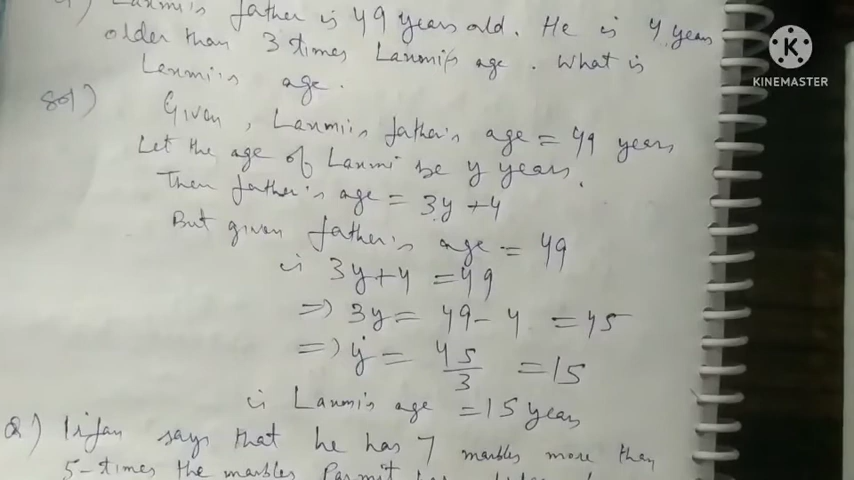 Laxmi's father is 49 years old. He is 4 years
older than 3 times Laxmi's age. What is
Laxmi's age.
Sol)
Given, Laxmi's father's age = 49 years
Let the age of Laxmi be y years.
Then father's age = 3y + 4
But given father's age = 49
∴ 3y + 4 = 49
=> 3y = 49 - 4 = 45
=> y = 45/3 = 15
∴ Laxmi's age = 15 years
Q) Irfan says that he has 7 marbles more than
5-times the marbles Parmit has
K
KINEMASTER